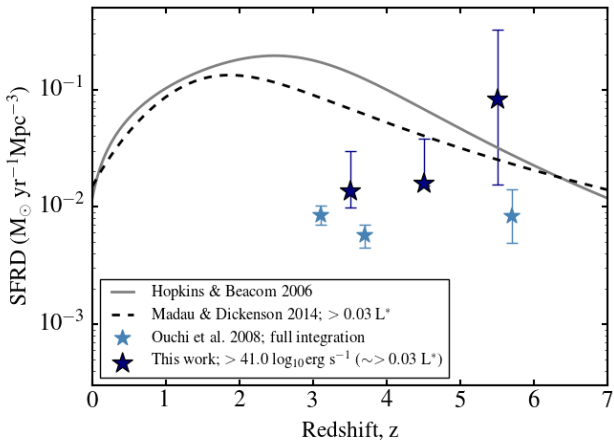 SFRD (M⊙ yr⁻¹Mpc⁻³)
10⁻¹
10⁻²
10⁻³
Hopkins & Beacom 2006
Madau & Dickenson 2014; > 0.03 L*
Ouchi et al. 2008; full integration
This work; > 41.0 log₁₀erg s⁻¹ (∼> 0.03 L*)
0 1 2 3 4 5 6 7
Redshift, z